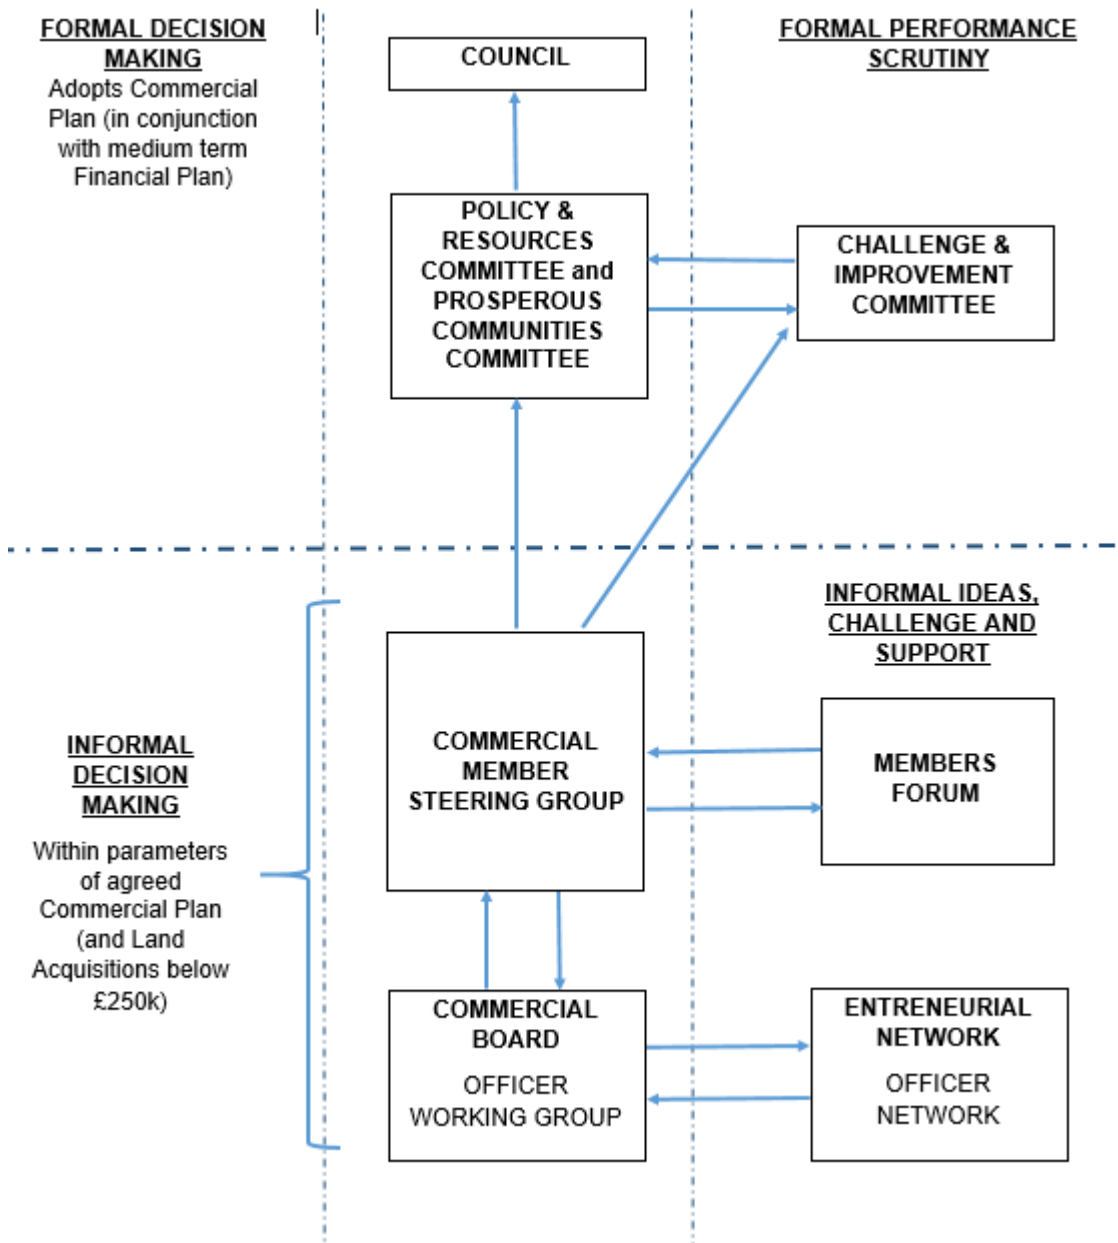 FORMAL DECISION
MAKING
Adopts Commercial
Plan (in conjunction
with medium term
Financial Plan)
COUNCIL
FORMAL PERFORMANCE
SCRUTINY
POLICY &
RESOURCES
COMMITTEE and
PROSPEROUS
COMMUNITIES
COMMITTEE
CHALLENGE &
IMPROVEMENT
COMMITTEE
INFORMAL
DECISION
MAKING
Within parameters
of agreed
Commercial Plan
(and Land
Acquisitions below
£250k)
COMMERCIAL
MEMBER
STEERING GROUP
INFORMAL IDEAS,
CHALLENGE AND
SUPPORT
MEMBERS
FORUM
COMMERCIAL
BOARD
OFFICER
WORKING GROUP
ENTRENEURIAL
NETWORK
OFFICER
NETWORK